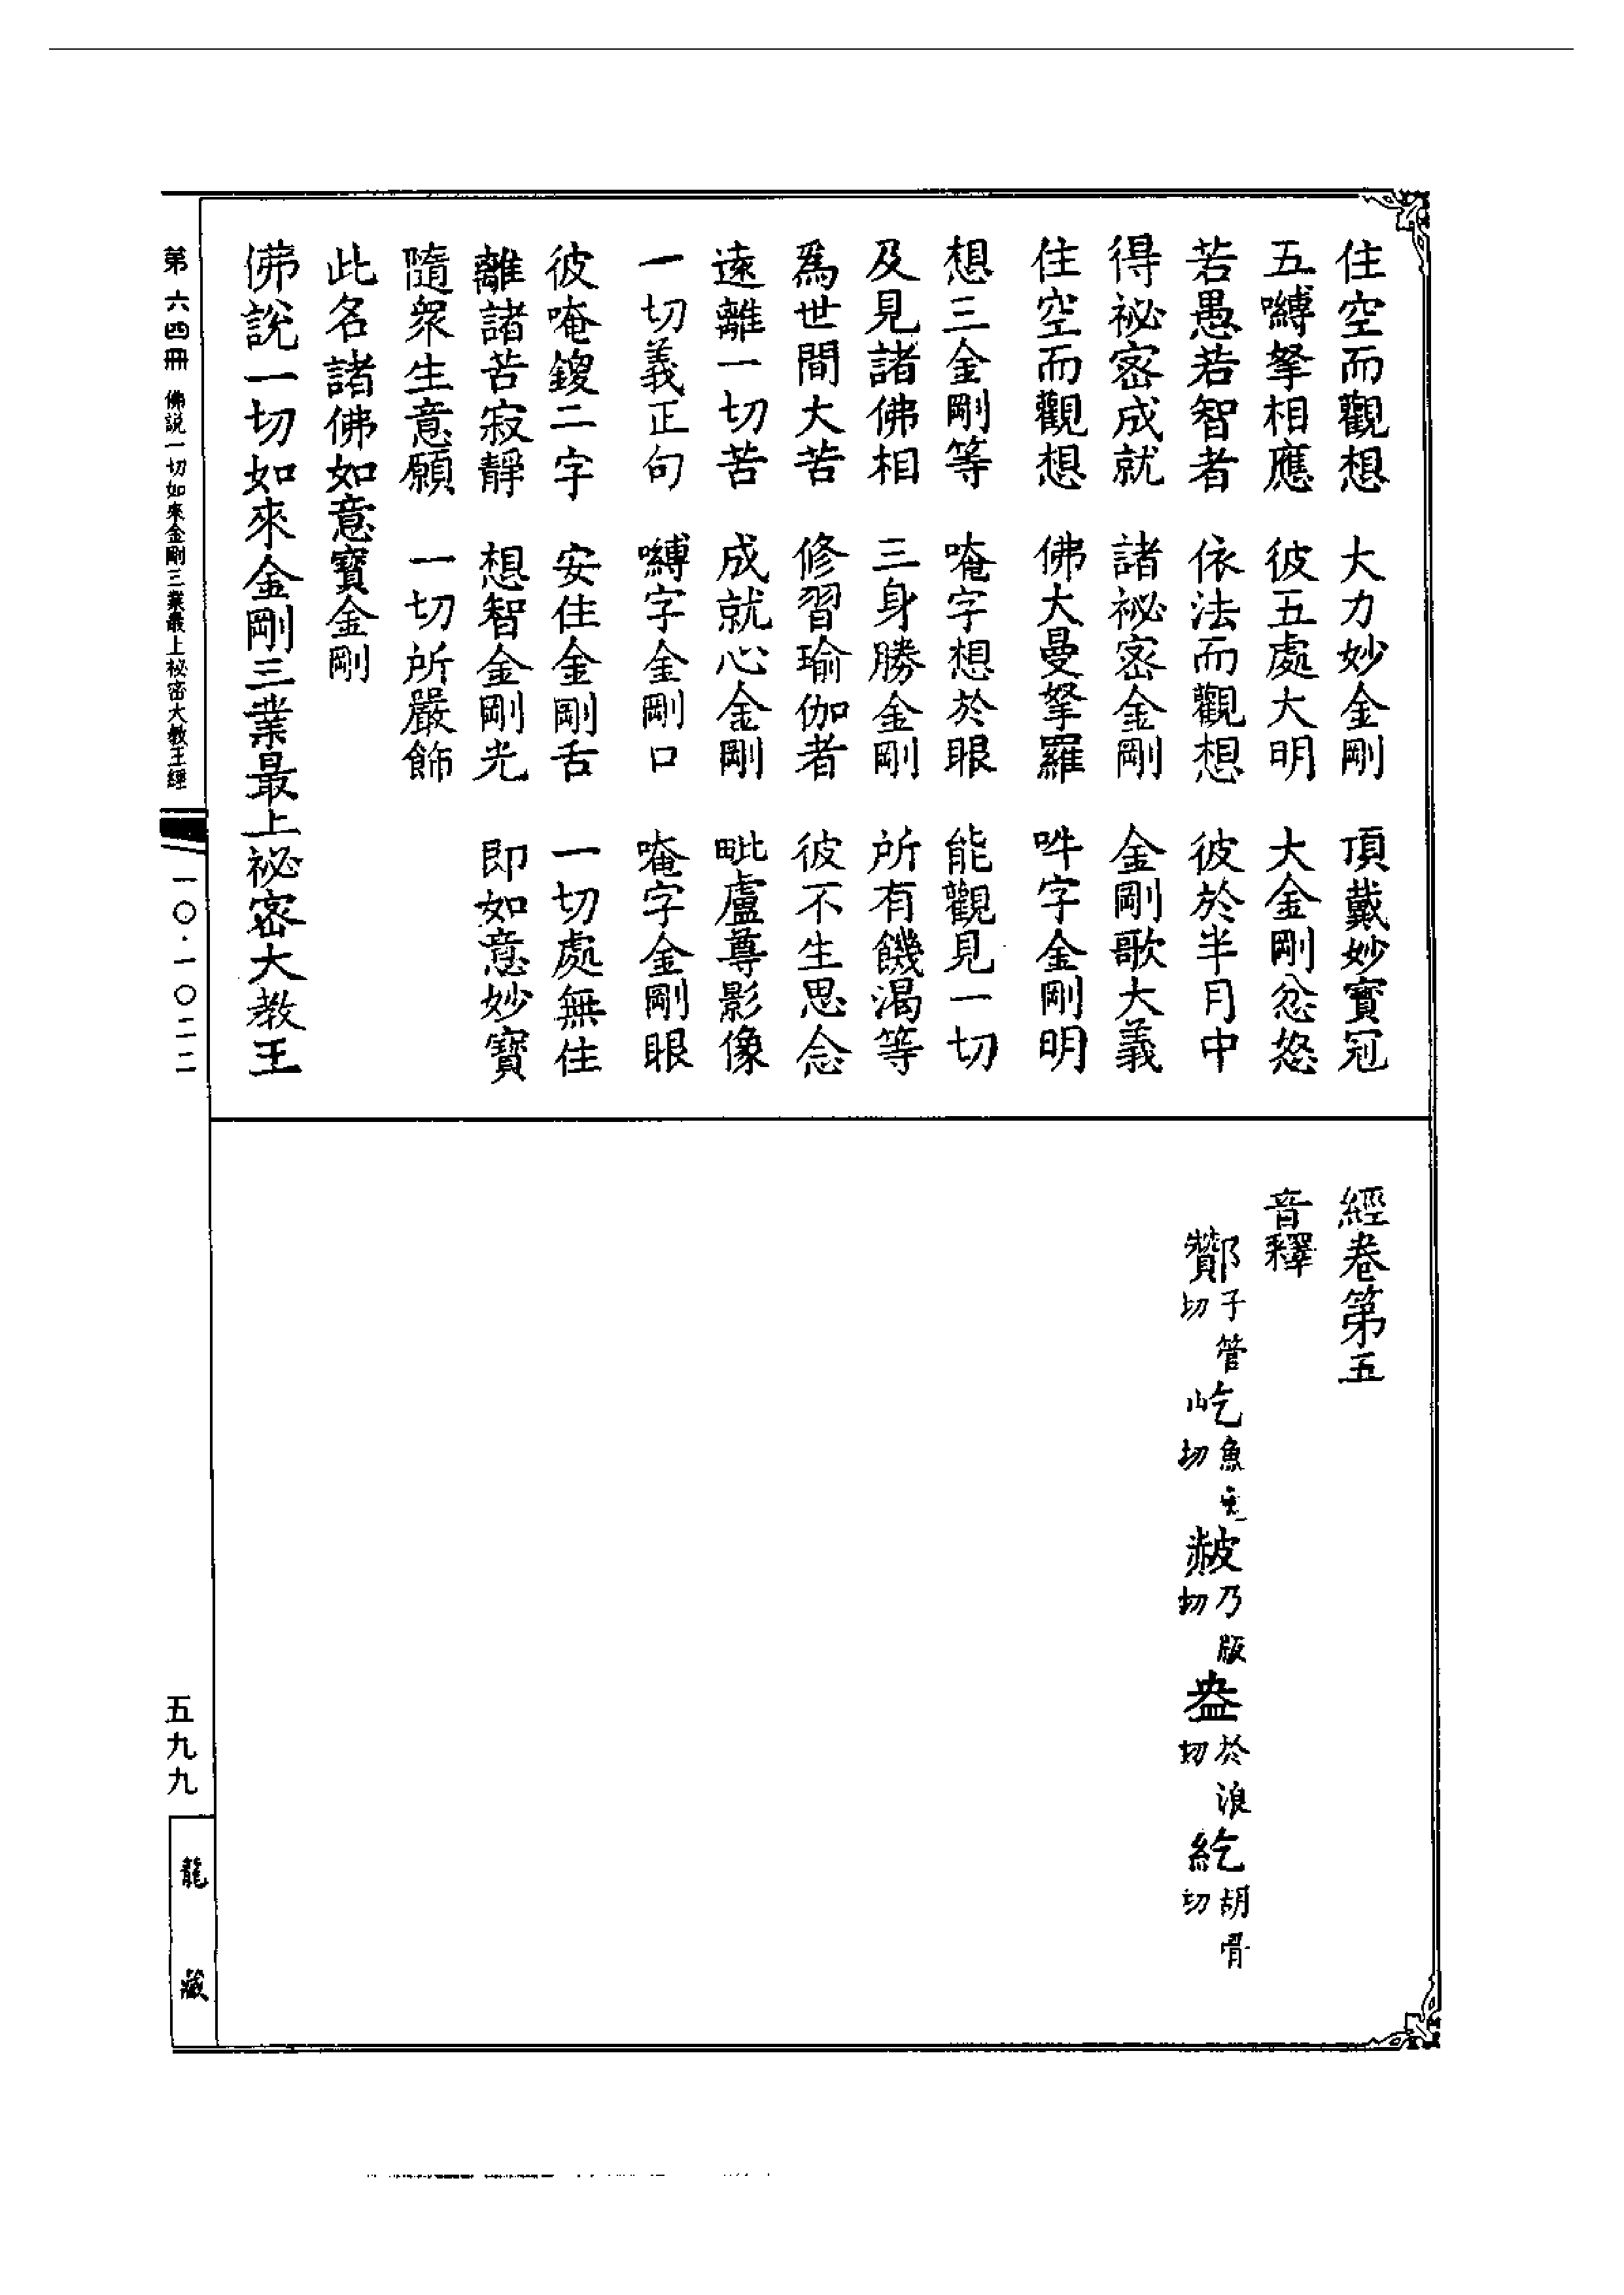 住空而觀想　大力妙金剛　頂戴妙寶冠
五嚩拏相應　彼五處大明　大金剛忿怒
若愚若智者　依法而觀想　彼於半月中
得祕密成就　諸祕密金剛　金剛歌大義
住空而觀想　佛大曼拏羅　吽字金剛明
想三金剛等　唵字想於眼　能觀見一切
及見諸佛相　三身勝金剛　所有饑渴等
為世間大苦　修習瑜伽者　彼不生思念
遠離一切苦　成就心金剛　毗盧尊影像
一切義正句　嚩字金剛口　唵字金剛眼
彼唵鑁二字　安住金剛舌　一切處無住
離諸苦寂靜　想智金剛光　即如意妙寶
隨眾生意願　一切所嚴飾
此名諸佛如意寶金剛
佛說一切如來金剛三業最上祕密大教王
經卷第五
音釋
酇子管切 屹魚乞切 赧乃版切 盎於浪切 紇胡骨切
第六四冊　佛說一切如來金剛三業最上祕密大教王經
一〇·一〇二二
五九九
龍藏